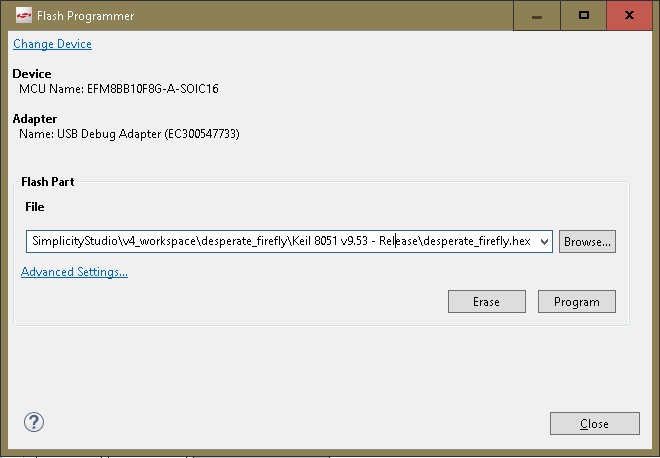 Flash Programmer
Change Device
Device
MCU Name: EFM8BB10F8G-A-SOIC16
Adapter
Name: USB Debug Adapter (EC300547733)
Flash Part
File
SimplicityStudio\v4_workspace\desperate_firefly\Keil 8051 v9.53 - Release\desperate_firefly.hex
Browse...
Advanced Settings...
Erase
Program
?
Close